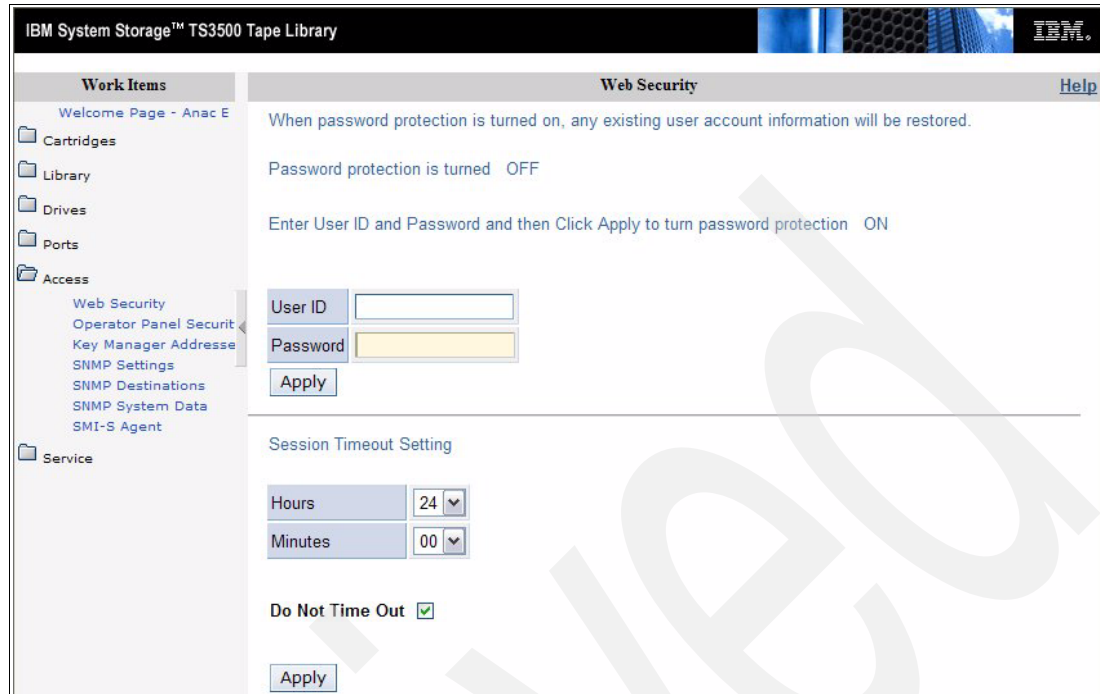 IBM System Storage™ TS3500 Tape Library
IBM.
Work Items
Web Security
Help
Welcome Page - Anac E
Cartridges
Library
Drives
Ports
Access
Web Security
Operator Panel Securit
Key Manager Addresse
SNMP Settings
SNMP Destinations
SNMP System Data
SMI-S Agent
Service
When password protection is turned on, any existing user account information will be restored.
Password protection is turned OFF
Enter User ID and Password and then Click Apply to turn password protection ON
User ID
Password
Apply
Session Timeout Setting
Hours 24
Minutes 00
Do Not Time Out
Apply